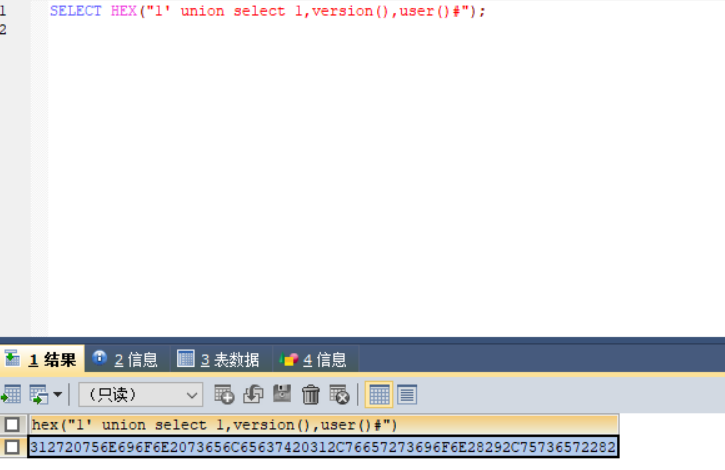 1 SELECT HEX("1' union select 1,version(),user()#");
2
1 结果 2 信息 3 表数据 4 信息
(只读)
hex("1' union select 1,version(),user()#")
312720756E696F6E2073656C65637420312C76657273696F6E28292C75736572282